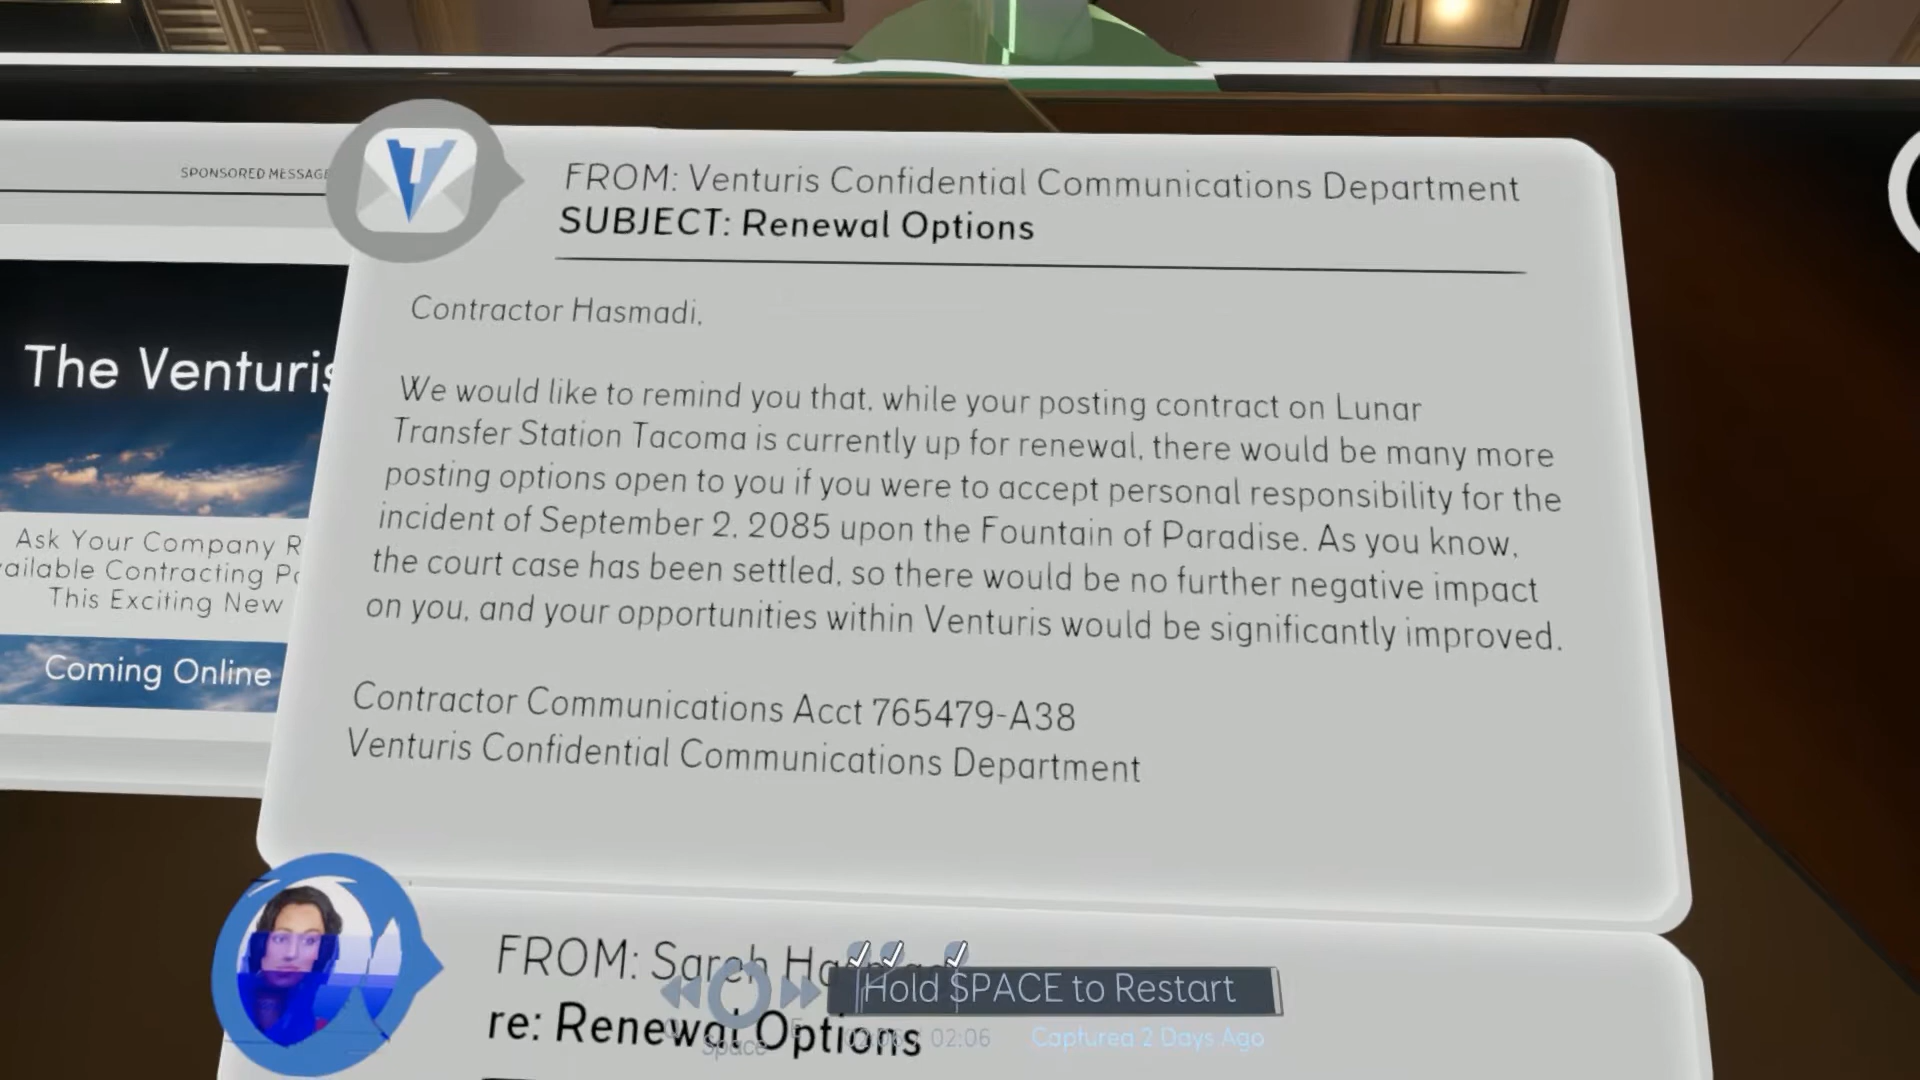 SPONSORED MESSAGE
FROM: Venturis Confidential Communications Department
SUBJECT: Renewal Options
Contractor Hasmadi,
We would like to remind you that, while your posting contract on Lunar
Transfer Station Tacoma is currently up for renewal, there would be many more
posting options open to you if you were to accept personal responsibility for the
incident of September 2, 2085 upon the Fountain of Paradise. As you know,
the court case has been settled, so there would be no further negative impact
on you, and your opportunities within Venturis would be significantly improved.
Contractor Communications Acct 765479-A38
Venturis Confidential Communications Department
The Venturis
Ask Your Company R
ailable Contracting Po
This Exciting New
Coming Online
FROM: Sareh
re: Renewal Options
Hold SPACE to Restart
Space
02:06
Captured 2 Days Ago